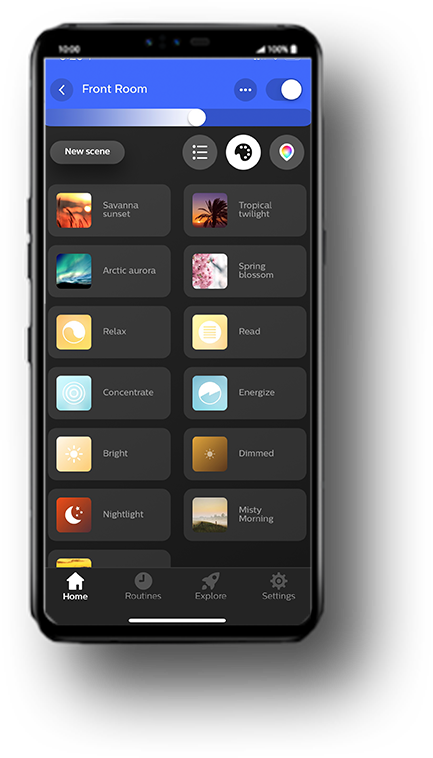 10:00 100%
Front Room
New scene
Savanna
sunset
Tropical
twilight
Arctic aurora
Spring
blossom
Relax
Read
Concentrate
Energize
Bright
Dimmed
Nightlight
Misty
Morning
Home Routines Explore Settings